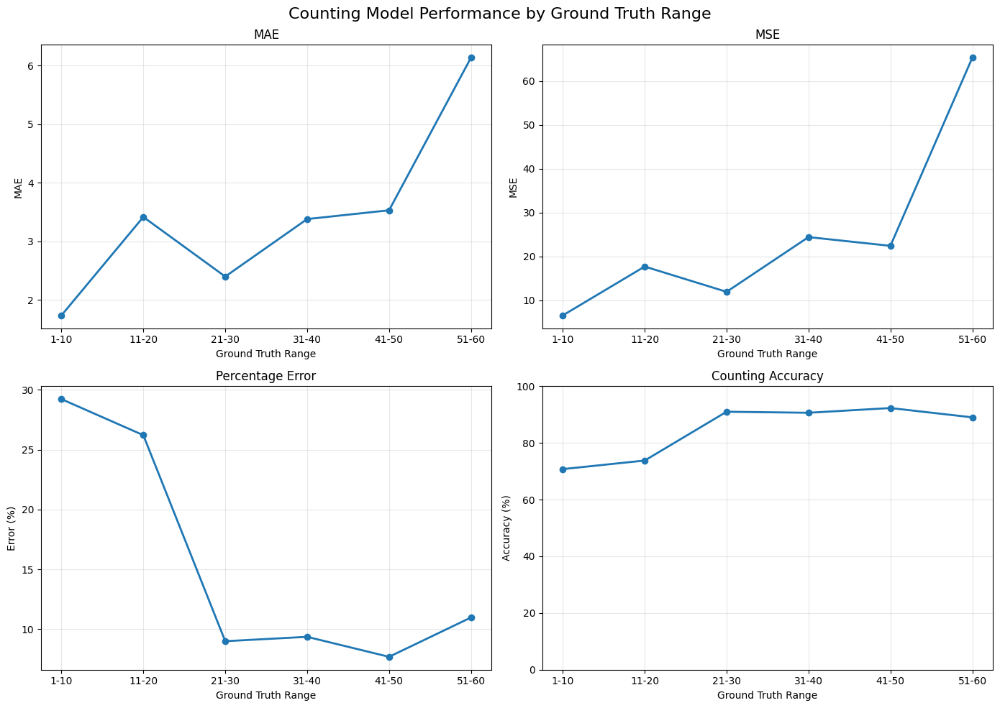 Counting Model Performance by Ground Truth Range
MAE
MAE
6
5
4
3
2
1-10 11-20 21-30 31-40 41-50 51-60
Ground Truth Range
MSE
MSE
60
50
40
30
20
10
1-10 11-20 21-30 31-40 41-50 51-60
Ground Truth Range
Percentage Error
Error (%)
30
25
20
15
10
1-10 11-20 21-30 31-40 41-50 51-60
Ground Truth Range
Counting Accuracy
Accuracy (%)
100
80
60
40
20
0
1-10 11-20 21-30 31-40 41-50 51-60
Ground Truth Range